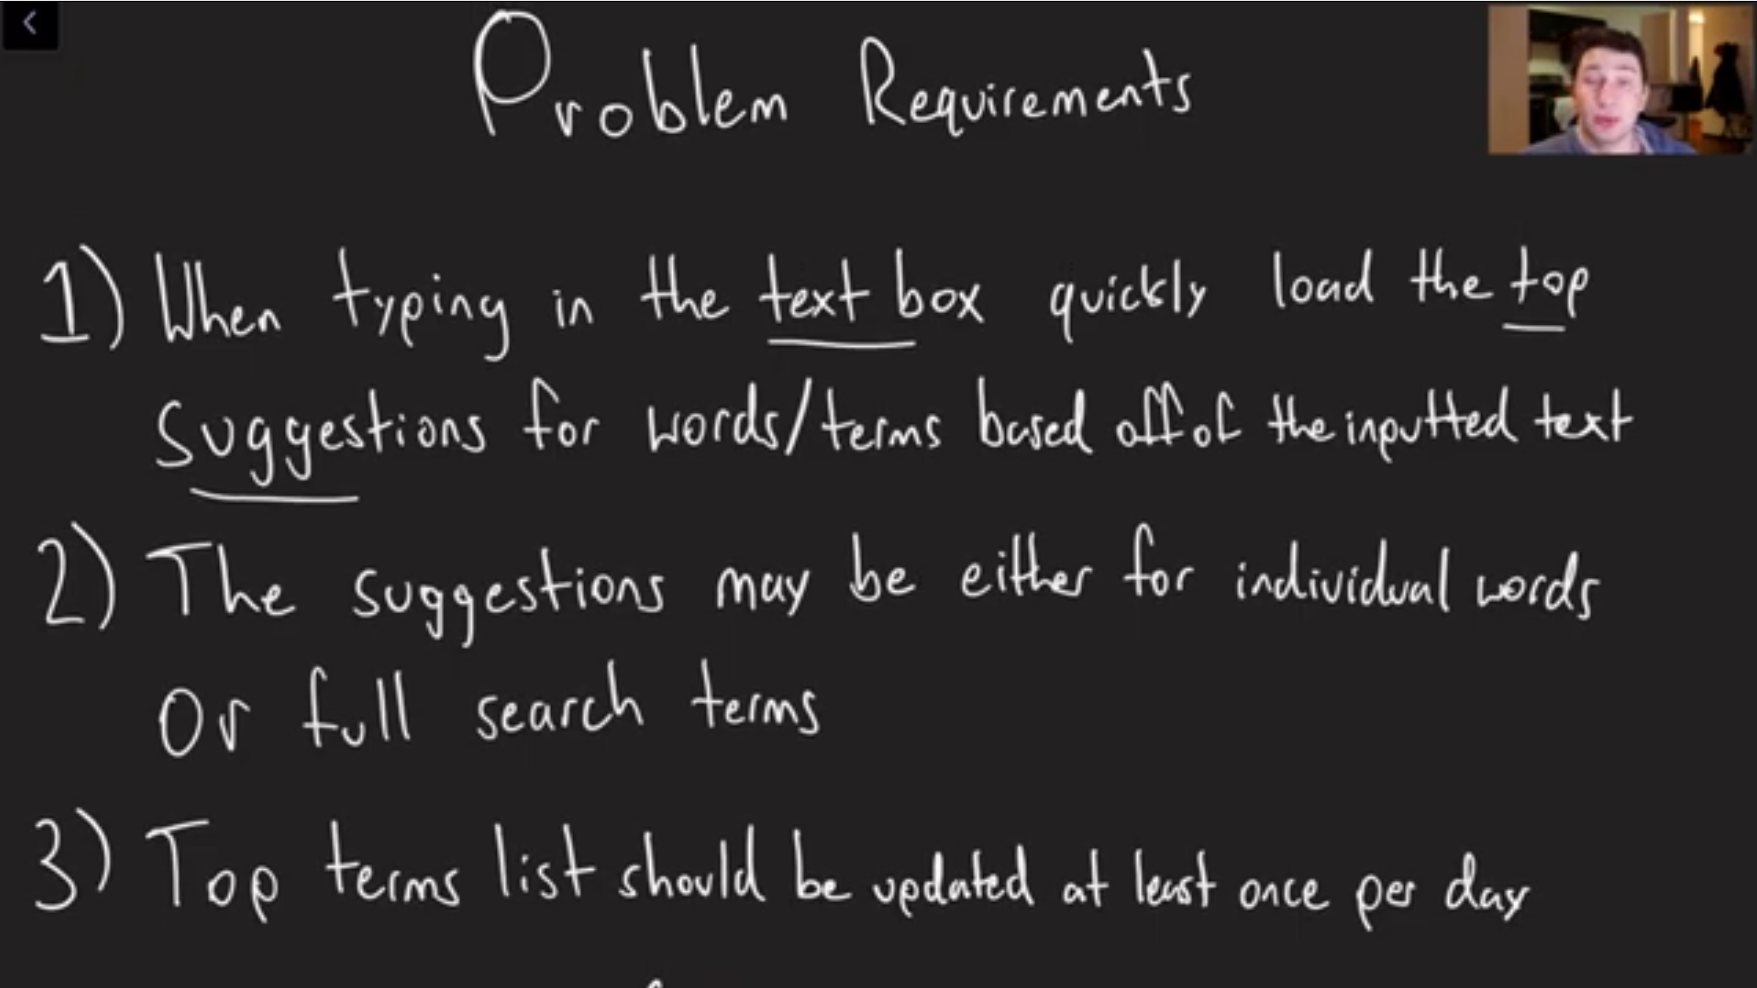 Problem Requirements
1) When typing in the text box quickly load the top
suggestions for words/terms based off of the inputted text
2) The suggestions may be either for individual words
or full search terms
3) Top terms list should be updated at least once per day